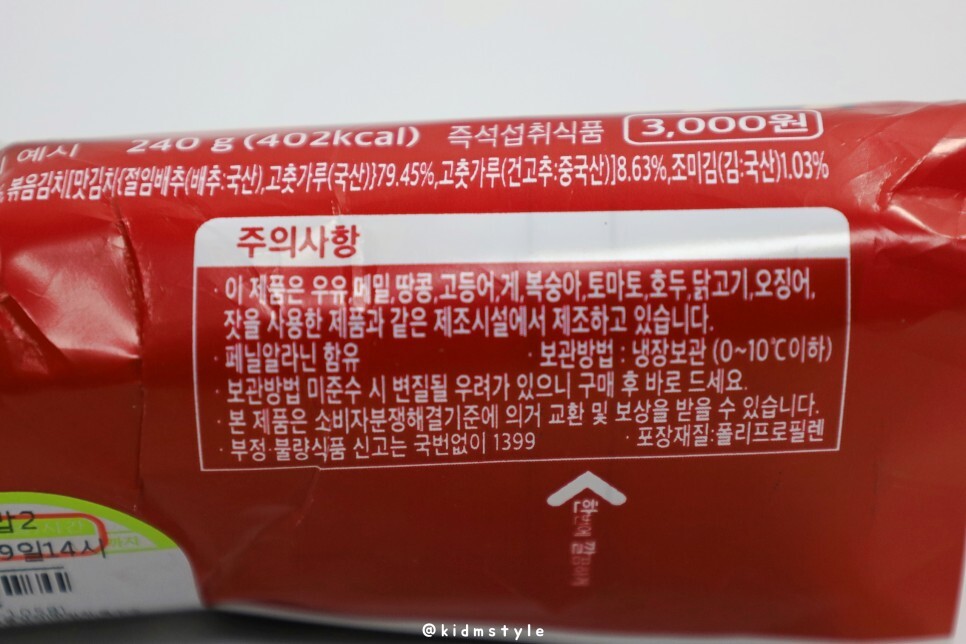 예시 240 g (402kcal) 즉석섭취식품 3,000원
볶음김치[맛김치{절임배추(배추:국산),고춧가루(국산)}79.45%,고춧가루(건고추:중국산)]8.63%,조미김(김:국산)1.03%
주의사항
· 이 제품은 우유,메밀,땅콩,고등어,게,복숭아,토마토,호두,닭고기,오징어,
잣을 사용한 제품과 같은 제조시설에서 제조하고 있습니다.
· 페닐알라닌 함유 · 보관방법 : 냉장보관 (0~10℃이하)
· 보관방법 미준수 시 변질될 우려가 있으니 구매 후 바로 드세요.
· 본 제품은 소비자분쟁해결기준에 의거 교환 및 보상을 받을 수 있습니다.
· 부정·불량식품 신고는 국번없이 1399 · 포장재질:폴리프로필렌
밥2
9일14시
까지
@kidmstyle